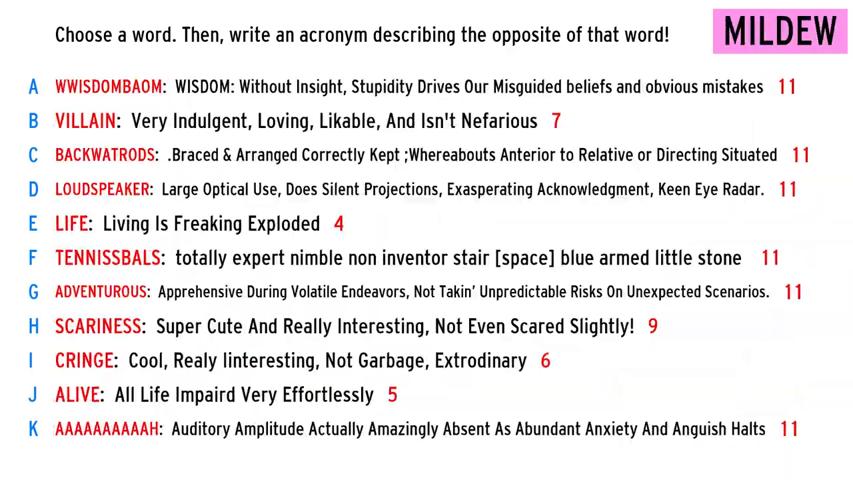 Choose a word. Then, write an acronym describing the opposite of that word!
MILDEW
A WWISDOMBAOM: WISDOM: Without Insight, Stupidity Drives Our Misguided beliefs and obvious mistakes 11
B VILLAIN: Very Indulgent, Loving, Likable, And Isn't Nefarious 7
C BACKWATRODS: .Braced & Arranged Correctly Kept ;Whereabouts Anterior to Relative or Directing Situated 11
D LOUDSPEAKER: Large Optical Use, Does Silent Projections, Exasperating Acknowledgment, Keen Eye Radar. 11
E LIFE: Living Is Freaking Exploded 4
F TENNISSBALS: totally expert nimble non inventor stair [space] blue armed little stone 11
G ADVENTUROUS: Apprehensive During Volatile Endeavors, Not Takin' Unpredictable Risks On Unexpected Scenarios. 11
H SCARINESS: Super Cute And Really Interesting, Not Even Scared Slightly! 9
I CRINGE: Cool, Realy Iinteresting, Not Garbage, Extrodinary 6
J ALIVE: All Life Impaird Very Effortlessly 5
K AAAAAAAAAAH: Auditory Amplitude Actually Amazingly Absent As Abundant Anxiety And Anguish Halts 11